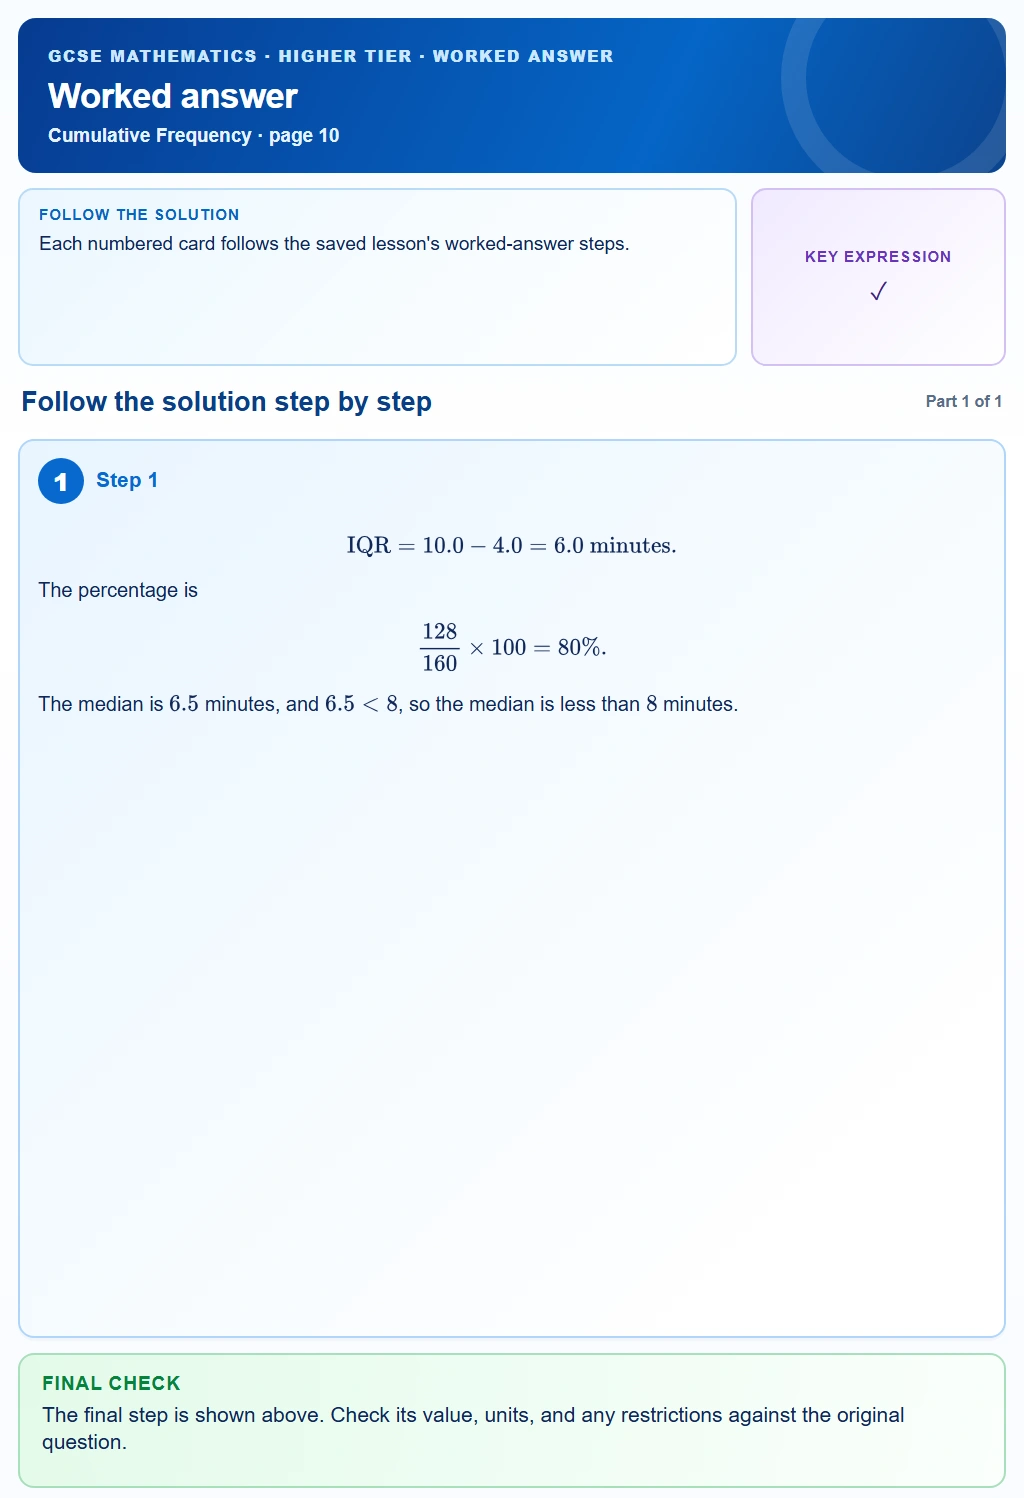 GCSE MATHEMATICS · HIGHER TIER · WORKED ANSWER
Worked answer
Cumulative Frequency · page 10
FOLLOW THE SOLUTION
Each numbered card follows the saved lesson's worked-answer steps.
KEY EXPRESSION
✓
Follow the solution step by step
Part 1 of 1
1 Step 1
IQR = 10.0 − 4.0 = 6.0 minutes.
The percentage is
128/160 × 100 = 80%.
The median is 6.5 minutes, and 6.5 < 8, so the median is less than 8 minutes.
FINAL CHECK
The final step is shown above. Check its value, units, and any restrictions against the original
question.